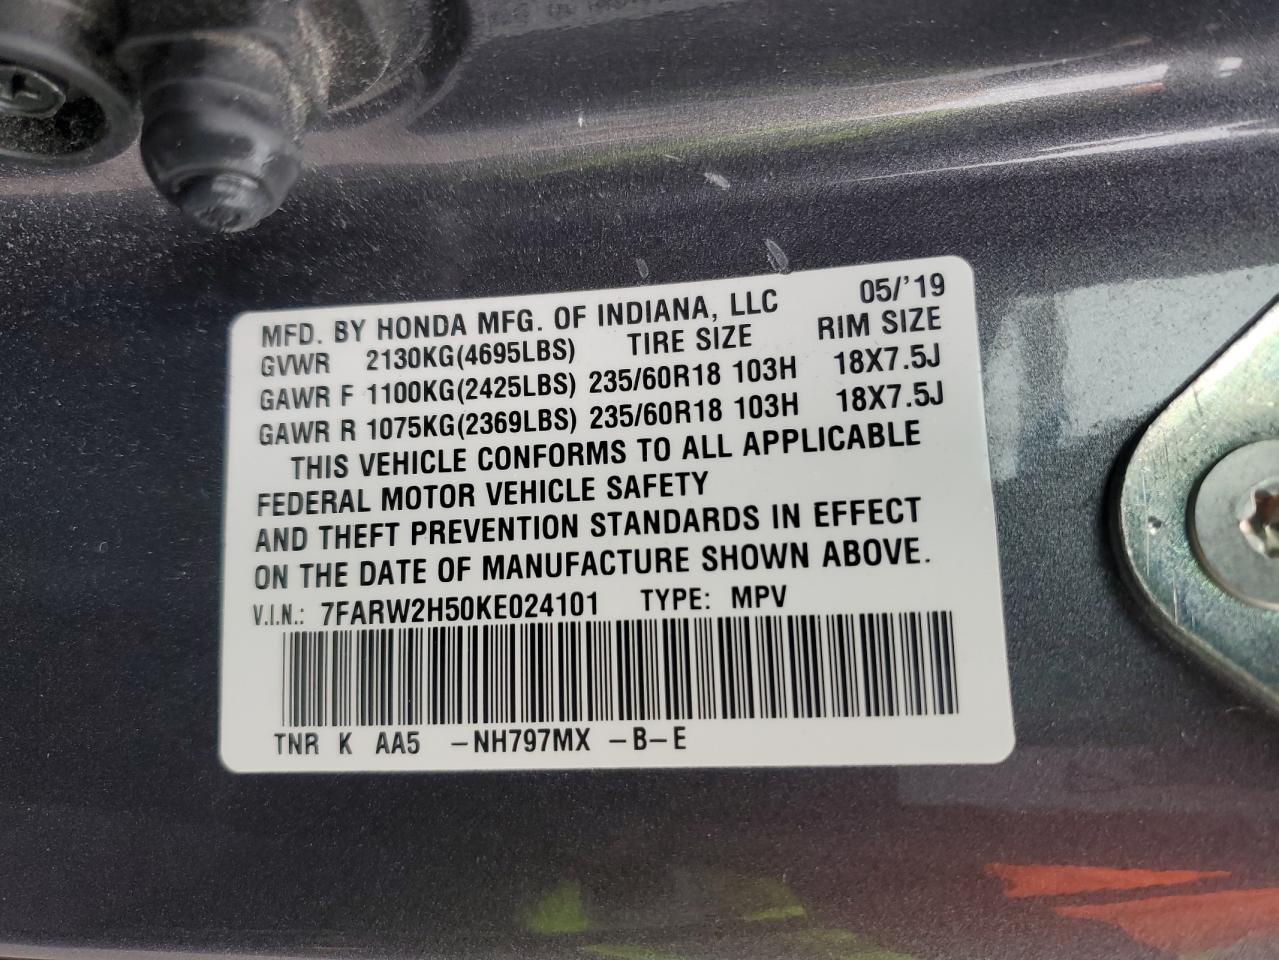 MFD. BY HONDA MFG. OF INDIANA, LLC 05/'19
GVWR 2130KG(4695LBS) TIRE SIZE RIM SIZE
GAWR F 1100KG(2425LBS) 235/60R18 103H 18X7.5J
GAWR R 1075KG(2369LBS) 235/60R18 103H 18X7.5J
THIS VEHICLE CONFORMS TO ALL APPLICABLE
FEDERAL MOTOR VEHICLE SAFETY
AND THEFT PREVENTION STANDARDS IN EFFECT
ON THE DATE OF MANUFACTURE SHOWN ABOVE.
V.I.N.: 7FARW2H50KE024101 TYPE: MPV
TNR K AA5 -NH797MX -B-E